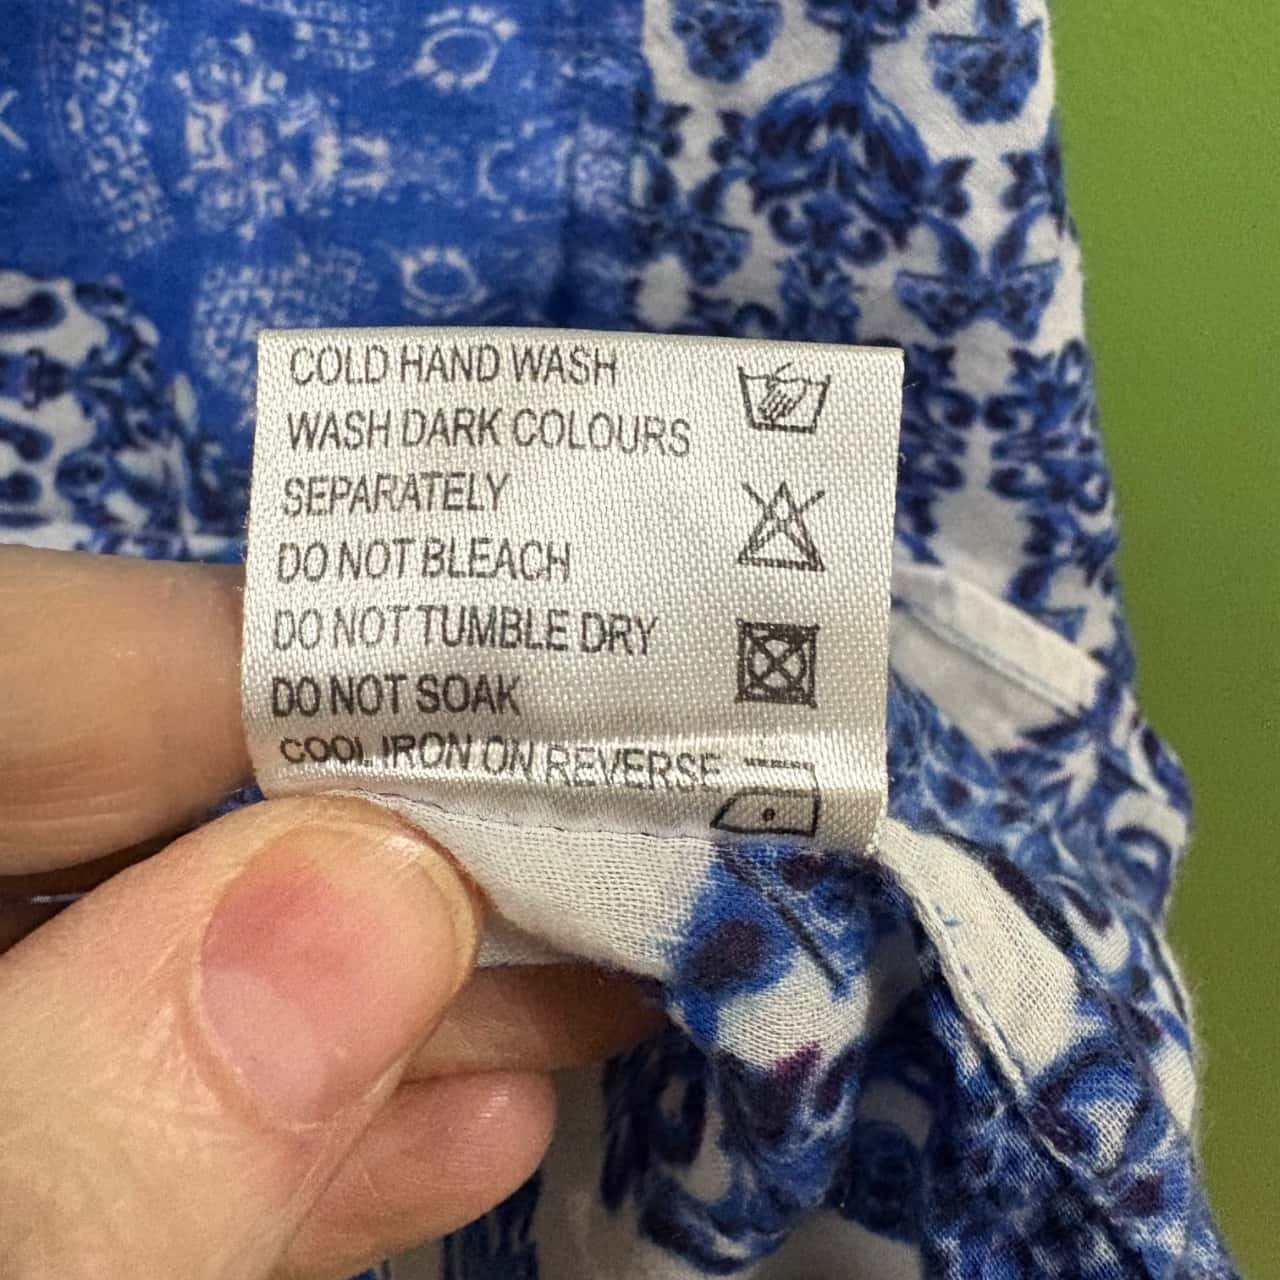 COLD HAND WASH
WASH DARK COLOURS
SEPARATELY
DO NOT BLEACH
DO NOT TUMBLE DRY
DO NOT SOAK
COOL IRON ON REVERSE